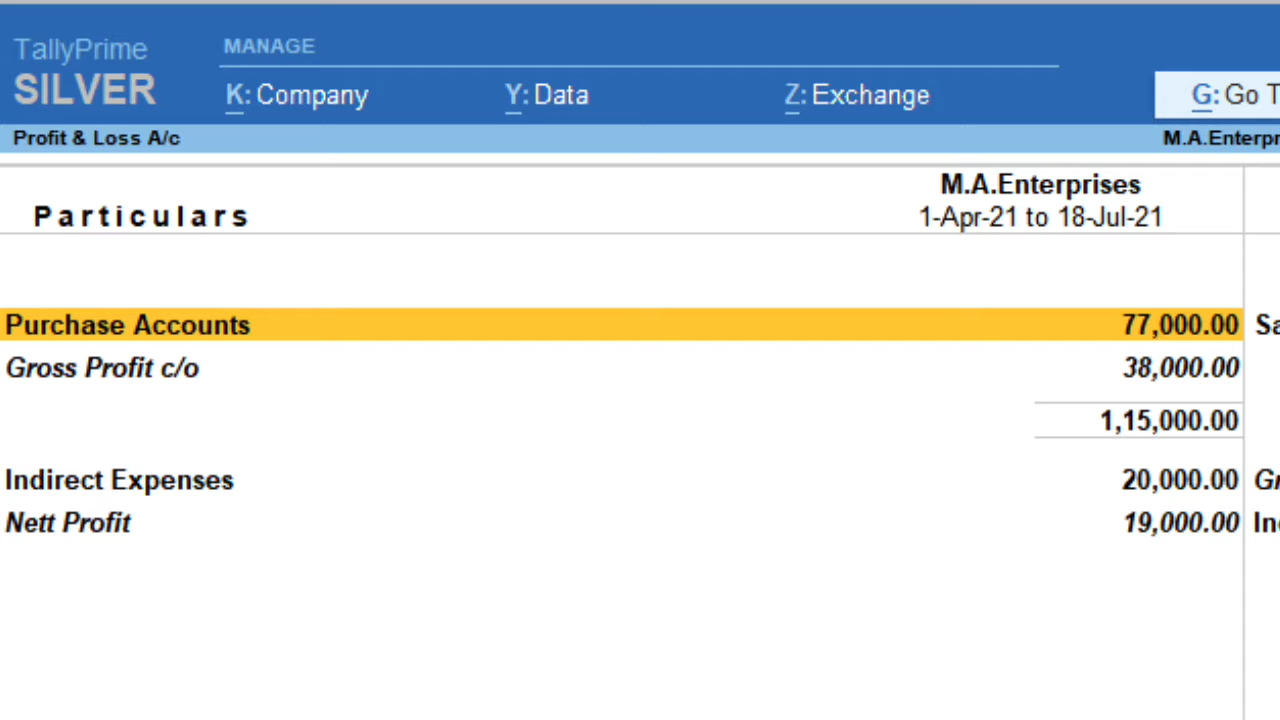 TallyPrime MANAGE
SILVER K: Company Y: Data Z: Exchange G: Go
Profit & Loss A/c M.A.
Particulars M.A.Enterprises
1-Apr-21 to 18-Jul-21
Purchase Accounts 77,000.00
Gross Profit c/o 38,000.00
1,15,000.00
Indirect Expenses 20,000.00
Nett Profit 19,000.00